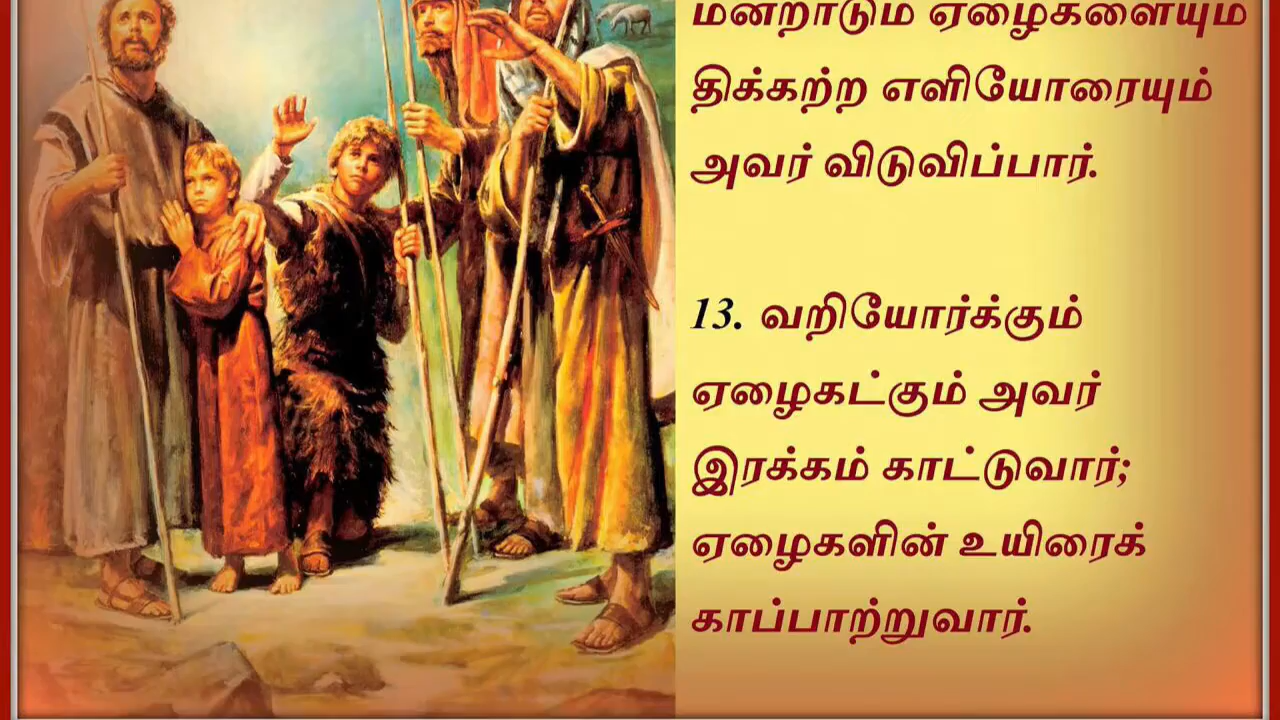 மன்றாடும் ஏழைகளையும்
திக்கற்ற எளியோரையும்
அவர் விடுவிப்பார்.
13. வறியோர்க்கும்
ஏழைகட்கும் அவர்
இரக்கம் காட்டுவார்;
ஏழைகளின் உயிரைக்
காப்பாற்றுவார்.